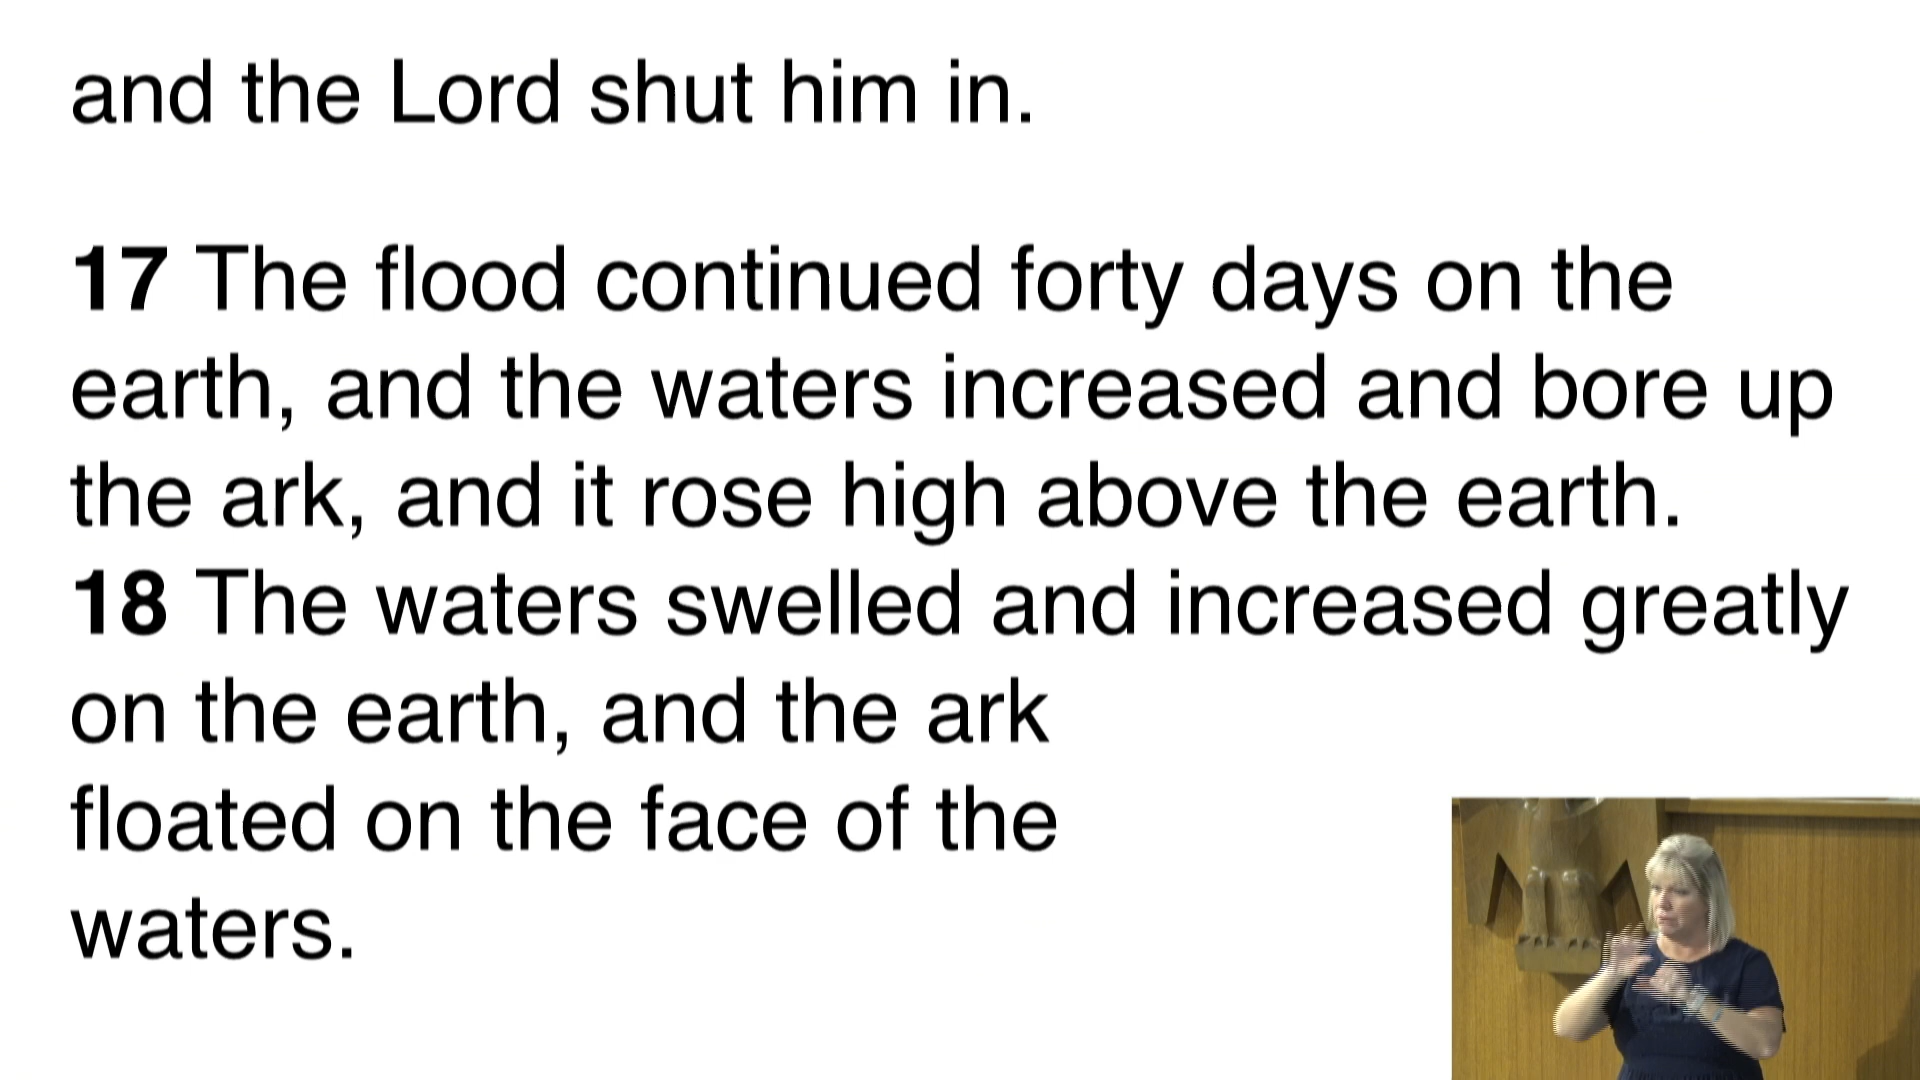 and the Lord shut him in.
17 The flood continued forty days on the
earth, and the waters increased and bore up
the ark, and it rose high above the earth.
18 The waters swelled and increased greatly
on the earth, and the ark
floated on the face of the
waters.